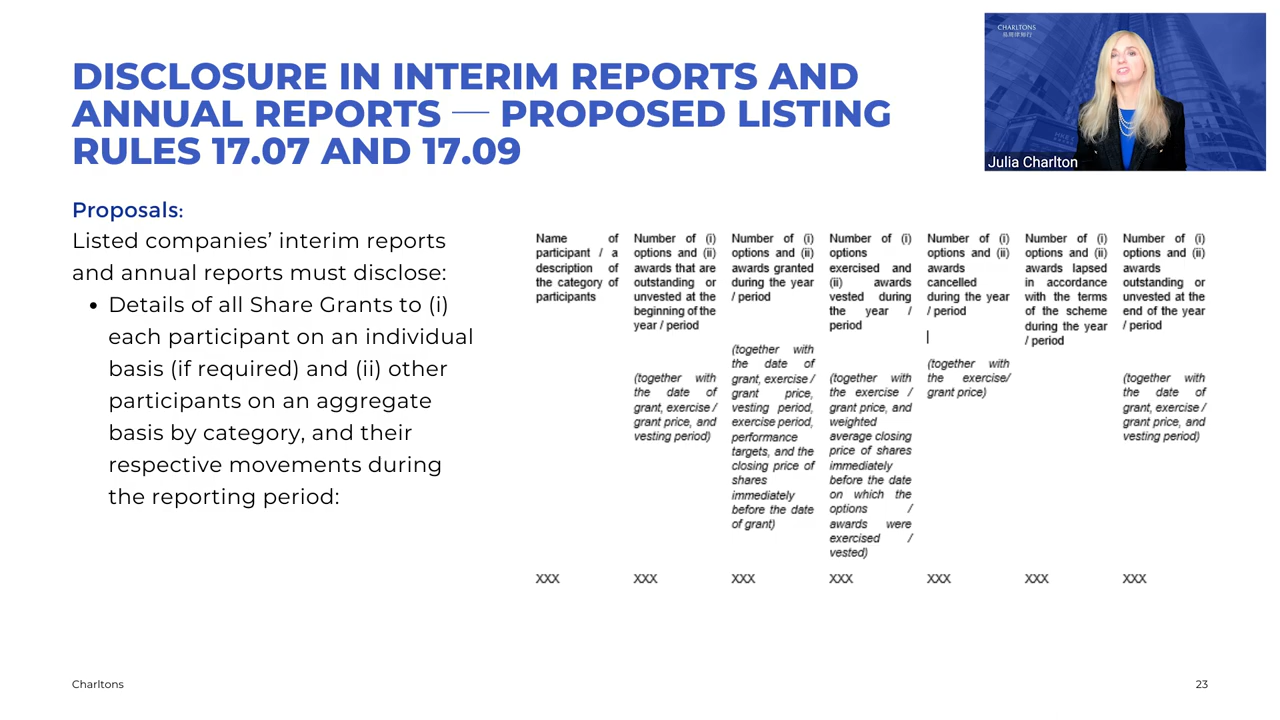 CHARLTONS
DISCLOSURE IN INTERIM REPORTS AND
ANNUAL REPORTS — PROPOSED LISTING
RULES 17.07 AND 17.09
Julia Charlton
Proposals:
Listed companies’ interim reports
and annual reports must disclose:
• Details of all Share Grants to (i)
each participant on an individual
basis (if required) and (ii) other
participants on an aggregate
basis by category, and their
respective movements during
the reporting period:
Name of
participant / a
description of
the category of
participants
Number of (i)
options and (ii)
awards that are
outstanding or
unvested at the
beginning of the
year / period
(together with
the date of
grant, exercise /
grant price, and
vesting period)
Number of (i)
options and (ii)
awards granted
during the year
/ period
(together with
the date of
grant, exercise /
grant price,
vesting period,
exercise period,
performance
targets, and the
closing price of
shares
immediately
before the date
of grant)
Number of (i)
options
exercised and
(ii) awards
vested during
the year /
period
(together with
the exercise /
grant price, and
weighted
average closing
price of shares
immediately
before the date
on which the
options /
awards were
exercised /
vested)
Number of (i)
options and (ii)
awards
cancelled
during the year
/ period
(together with
the exercise/
grant price)
Number of (i)
options and (ii)
awards lapsed
in accordance
with the terms
of the scheme
during the year
/ period
Number of (i)
options and (ii)
awards
outstanding or
unvested at the
end of the year
/ period
(together with
the date of
grant, exercise /
grant price, and
vesting period)
XXX XXX XXX XXX XXX XXX XXX
Charltons
23